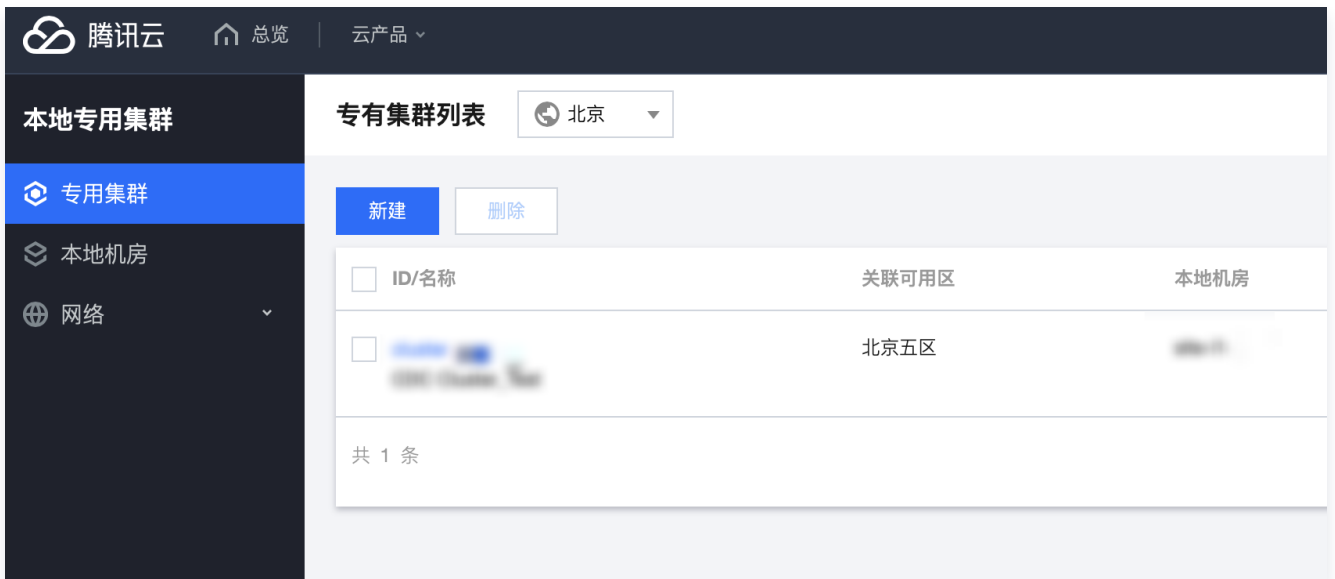 腾讯云 总览 云产品
本地专用集群
专用集群
本地机房
网络
专有集群列表 北京
新建 删除
ID/名称 关联可用区 本地机房
北京五区
共 1 条